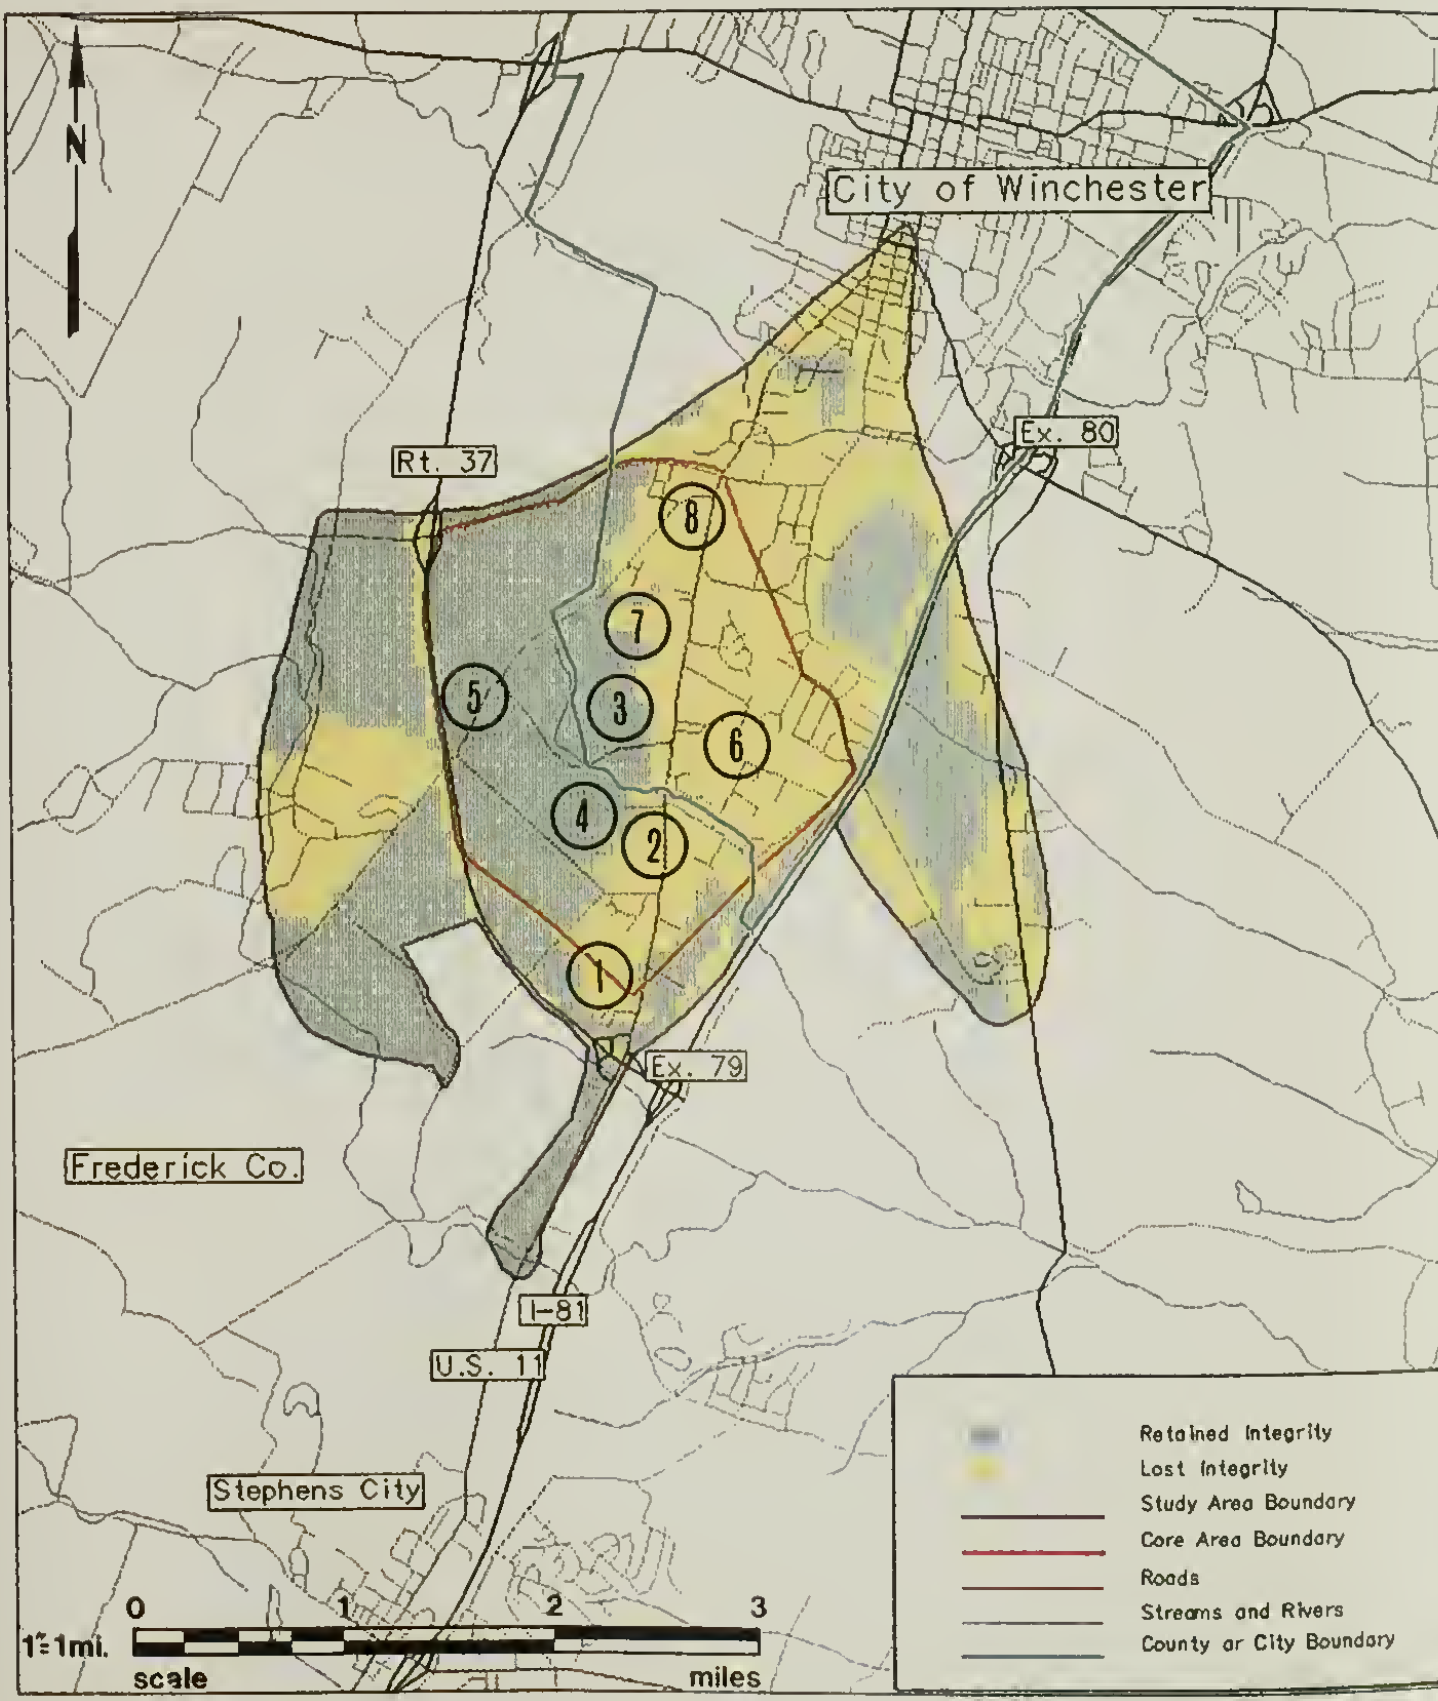 N
City of Winchester
Ex. 80
Rt. 37
8
7
5
3
6
4
2
1
Ex. 79
Frederick Co.
I-81
U.S. 11
Stephens City
Retained Integrity
Lost Integrity
Study Area Boundary
Core Area Boundary
Roads
Streams and Rivers
County or City Boundary
0 1 2 3
1"=1mi.
scale miles